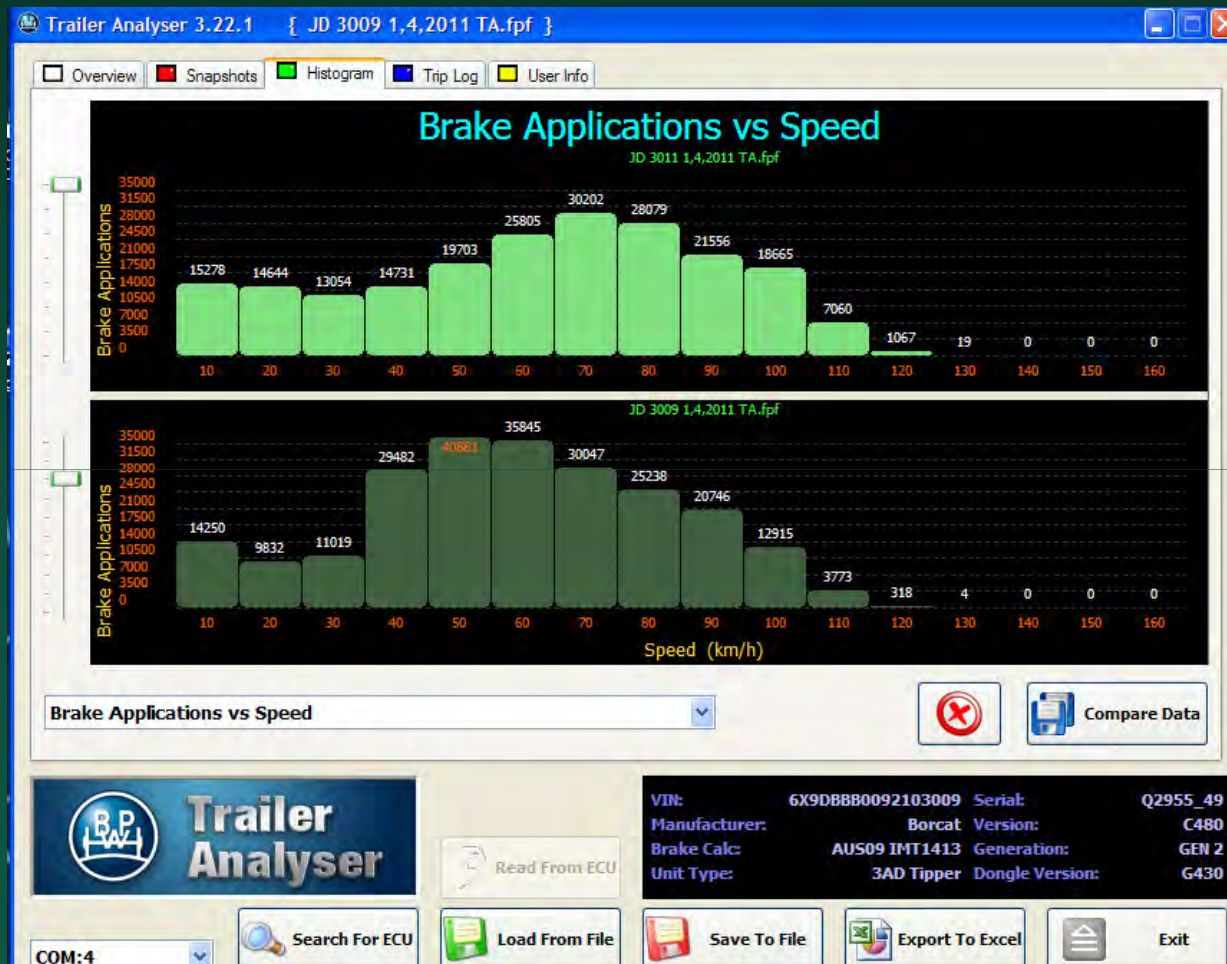 Trailer Analyser 3.22.1 { JD 3009 1,4,2011 TA.fpf }
Overview Snapshots Histogram Trip Log User Info
Brake Applications vs Speed
JD 3011 1,4,2011 TA.fpf
Brake Applications
35000
31500
28000
24500
21000
17500
14000
10500
7000
3500
0
15278 14644 13054 14731 19703 25805 30202 28079 21556 18665 7060 1067 19 0 0 0
10 20 30 40 50 60 70 80 90 100 110 120 130 140 150 160
JD 3009 1,4,2011 TA.fpf
Brake Applications
35000
31500
28000
24500
21000
17500
14000
10500
7000
3500
0
14250 9832 11019 29482 35845 30047 25238 20746 12915 3773 318 4 0 0 0
10 20 30 40 50 60 70 80 90 100 110 120 130 140 150 160
Speed (km/h)
Brake Applications vs Speed
Compare Data
BPW
Trailer
Analyser
Read From ECU
VIN: 6X9DBBB0092103009 Serial: Q2955_49
Manufacturer: Borcat Version: C480
Brake Calc: AUS09 IMT1413 Generation: GEN 2
Unit Type: 3AD Tipper Dongle Version: G430
COM:4
Search For ECU
Load From File
Save To File
Export To Excel
Exit